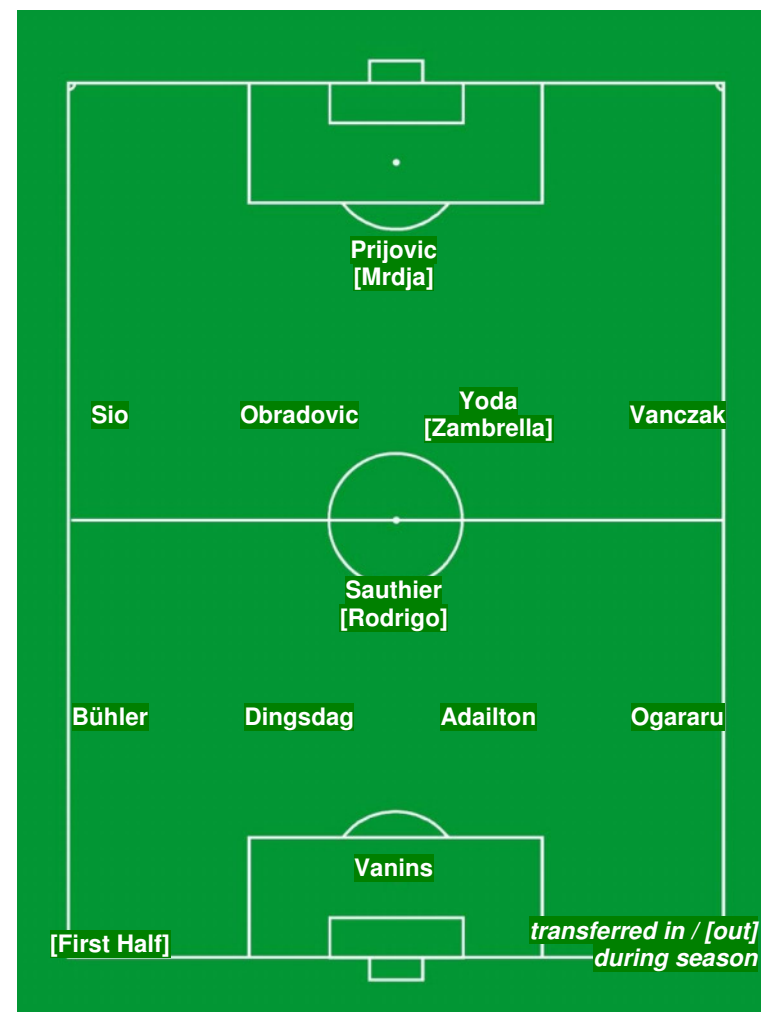 Prijovic
[Mrdja]
Sio
Obradovic
Yoda
[Zambrella]
Vanczak
Sauthier
[Rodrigo]
Bühler
Dingsdag
Adailton
Ogararu
Vanins
[First Half]
transferred in / [out]
during season